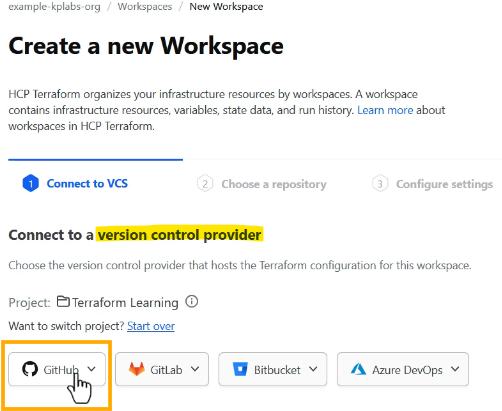 example-kplabs-org / Workspaces / New Workspace
Create a new Workspace
HCP Terraform organizes your infrastructure resources by workspaces. A workspace
contains infrastructure resources, variables, state data, and run history. Learn more about
workspaces in HCP Terraform.
1 Connect to VCS 2 Choose a repository 3 Configure settings
Connect to a version control provider
Choose the version control provider that hosts the Terraform configuration for this workspace.
Project: Terraform Learning
Want to switch project? Start over
GitHub GitLab Bitbucket Azure DevOps